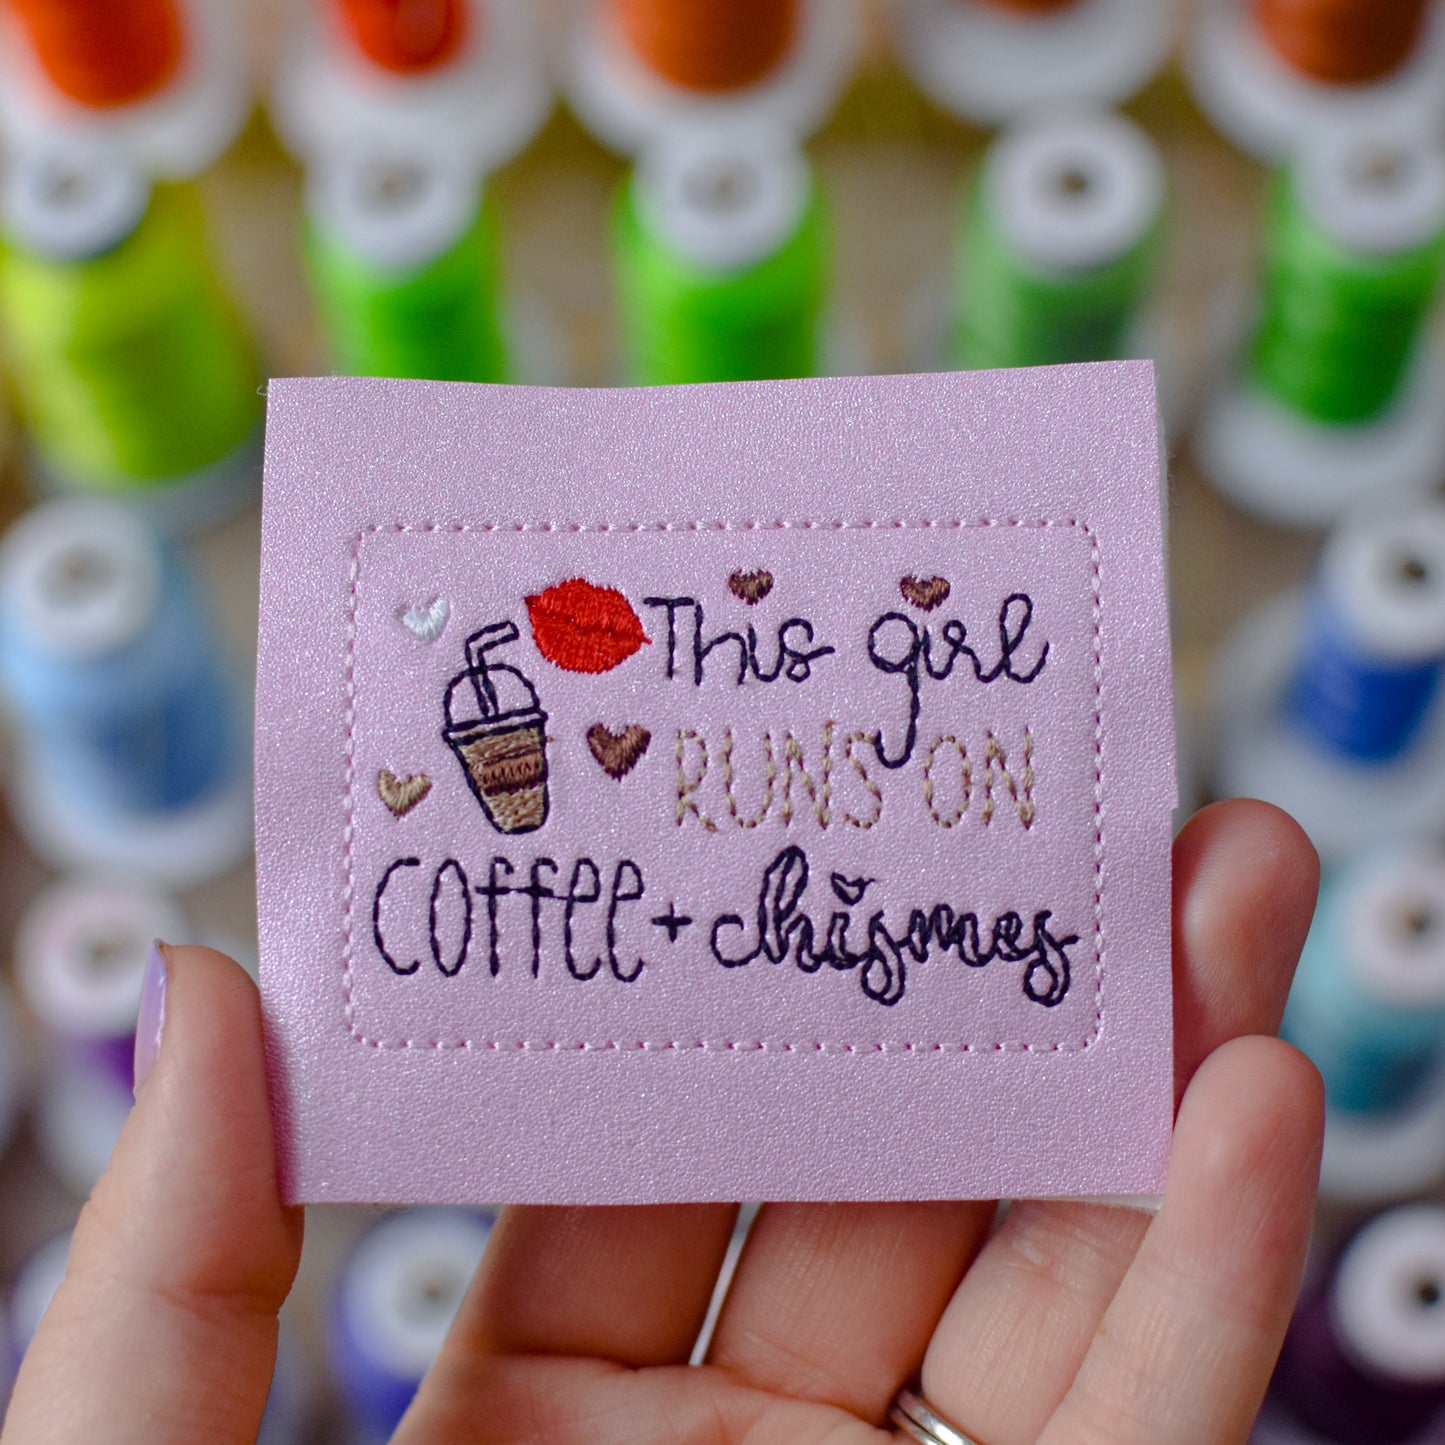 This girl
RUNS ON
coffee + chismes